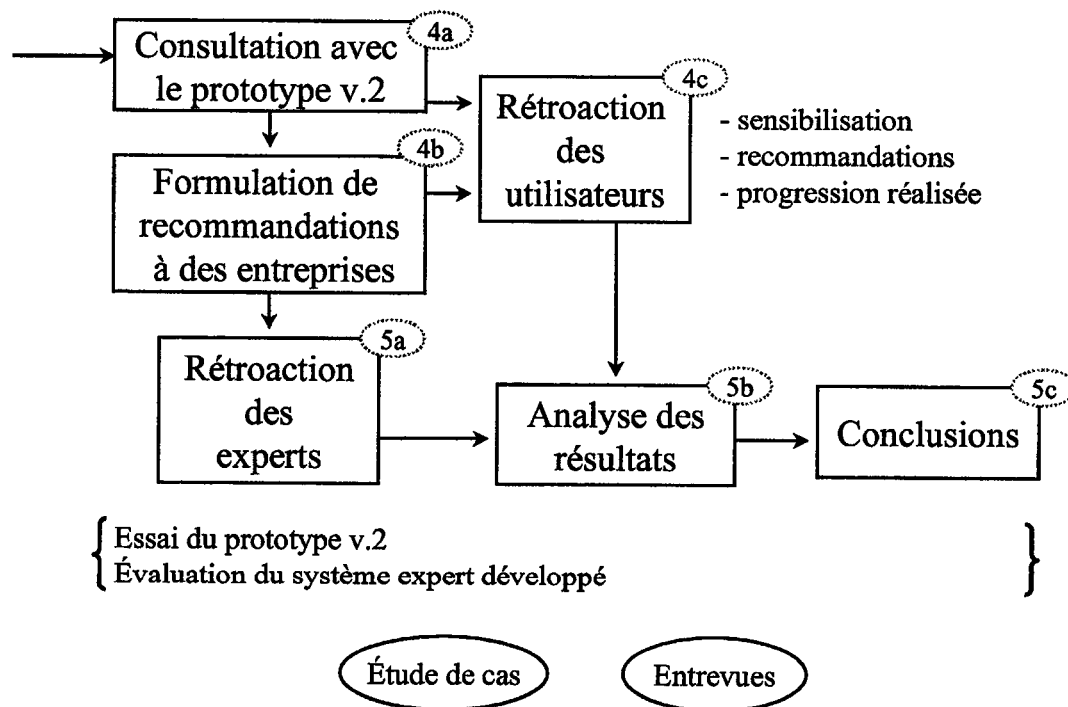 4a
Consultation avec
le prototype v.2
4c
Rétroaction
des
utilisateurs
- sensibilisation
- recommandations
- progression réalisée
4b
Formulation de
recommandations
à des entreprises
5a
Rétroaction
des
experts
5b
Analyse des
résultats
5c
Conclusions
Essai du prototype v.2
Évaluation du système expert développé
Étude de cas
Entrevues